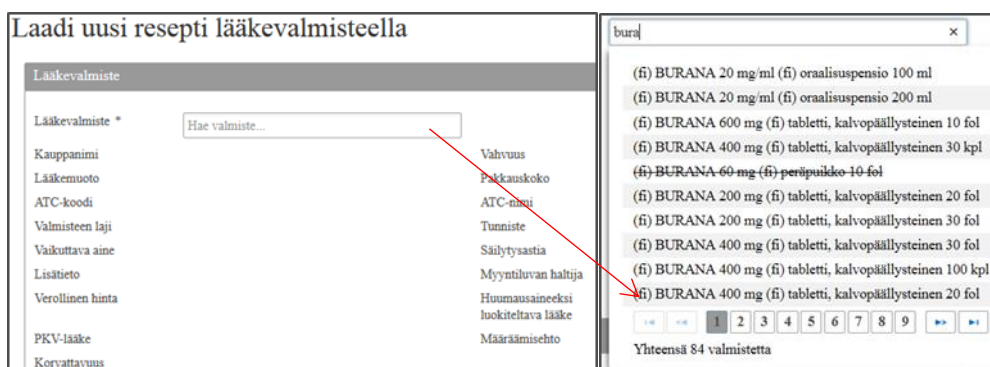 Laadi uusi resepti lääkevalmisteella
Lääkevalmiste
Lääkevalmiste *
Hae valmiste...
Kauppanimi
Vahvuus
Lääkemuoto
Pakkauskoko
ATC-koodi
ATC-nimi
Valmisteen laji
Tunniste
Vaikuttava aine
Säilytysastia
Lisätieto
Myyntiluvan haltija
Verollinen hinta
Huumausaineeksi
luokiteltava lääke
PKV-lääke
Määräämisehto
Korvattavuus
bura
×
(fi) BURANA 20 mg/ml (fi) oraalisuspensio 100 ml
(fi) BURANA 20 mg/ml (fi) oraalisuspensio 200 ml
(fi) BURANA 600 mg (fi) tabletti, kalvopäällysteinen 10 fol
(fi) BURANA 400 mg (fi) tabletti, kalvopäällysteinen 30 kpl
(fi) BURANA 60 mg (fi) peräpuikko 10 fol
(fi) BURANA 200 mg (fi) tabletti, kalvopäällysteinen 20 fol
(fi) BURANA 200 mg (fi) tabletti, kalvopäällysteinen 30 fol
(fi) BURANA 400 mg (fi) tabletti, kalvopäällysteinen 30 fol
(fi) BURANA 400 mg (fi) tabletti, kalvopäällysteinen 100 kpl
(fi) BURANA 400 mg (fi) tabletti, kalvopäällysteinen 20 fol
1 2 3 4 5 6 7 8 9
Yhteensä 84 valmistetta